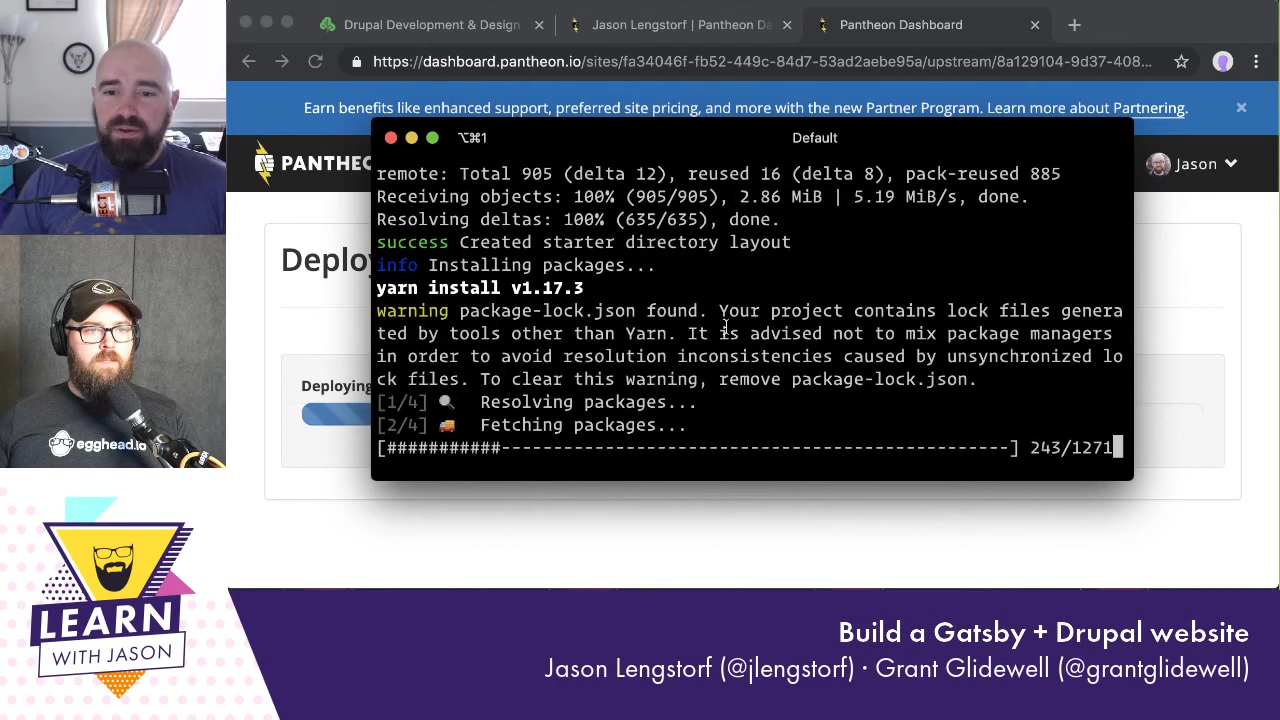 Drupal Development & Design
Jason Lengstorf | Pantheon Da
Pantheon Dashboard
https://dashboard.pantheon.io/sites/fa34046f-fb52-449c-84d7-53ad2aebe95a/upstream/8a129104-9d37-408...
Earn benefits like enhanced support, preferred site pricing, and more with the new Partner Program. Learn more about Partnering.
PANTHE
Jason
⌥⌘1
Default
remote: Total 905 (delta 12), reused 16 (delta 8), pack-reused 885
Receiving objects: 100% (905/905), 2.86 MiB | 5.19 MiB/s, done.
Resolving deltas: 100% (635/635), done.
success Created starter directory layout
info Installing packages...
yarn install v1.17.3
warning package-lock.json found. Your project contains lock files genera
ted by tools other than Yarn. It is advised not to mix package managers
in order to avoid resolution inconsistencies caused by unsynchronized lo
ck files. To clear this warning, remove package-lock.json.
[1/4] 🔍 Resolving packages...
[2/4] 🚚 Fetching packages...
[###########-------------------------------------------------] 243/1271
Deplo
Deploying
egghead.io
LEARN
WITH JASON
Build a Gatsby + Drupal website
Jason Lengstorf (@jlengstorf) · Grant Glidewell (@grantglidewell)